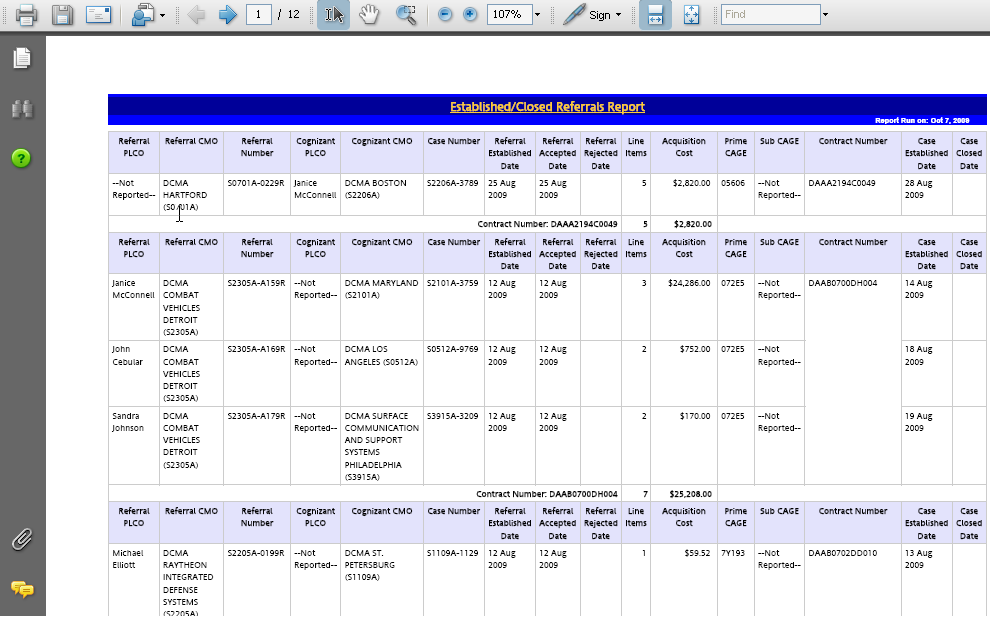 1 / 12 107% Sign Find
Established/Closed Referrals Report
Report Run on: Oct 7, 2009
Referral PLCO Referral CMO Referral Number Cognizant PLCO Cognizant CMO Case Number Referral Established Date Referral Accepted Date Referral Rejected Date Line Items Acquisition Cost Prime CAGE Sub CAGE Contract Number Case Established Date Case Closed Date
--Not Reported-- DCMA HARTFORD (S0701A) S0701A-0229R Janice McConnell DCMA BOSTON (S2206A) S2206A-3789 25 Aug 2009 25 Aug 2009 5 $2,820.00 05606 --Not Reported-- DAAA2194C0049 28 Aug 2009
Contract Number: DAAA2194C0049 5 $2,820.00
Referral PLCO Referral CMO Referral Number Cognizant PLCO Cognizant CMO Case Number Referral Established Date Referral Accepted Date Referral Rejected Date Line Items Acquisition Cost Prime CAGE Sub CAGE Contract Number Case Established Date Case Closed Date
Janice McConnell DCMA COMBAT VEHICLES DETROIT (S2305A) S2305A-A159R --Not Reported-- DCMA MARYLAND (S2101A) S2101A-3759 12 Aug 2009 12 Aug 2009 3 $24,286.00 072E5 --Not Reported-- DAAB0700DH004 14 Aug 2009
John Cebular DCMA COMBAT VEHICLES DETROIT (S2305A) S2305A-A169R --Not Reported-- DCMA LOS ANGELES (S0512A) S0512A-9769 12 Aug 2009 12 Aug 2009 2 $752.00 072E5 --Not Reported-- 18 Aug 2009
Sandra Johnson DCMA COMBAT VEHICLES DETROIT (S2305A) S2305A-A179R --Not Reported-- DCMA SURFACE COMMUNICATION AND SUPPORT SYSTEMS PHILADELPHIA (S3915A) S3915A-3209 12 Aug 2009 12 Aug 2009 2 $170.00 072E5 --Not Reported-- 19 Aug 2009
Contract Number: DAAB0700DH004 7 $25,208.00
Referral PLCO Referral CMO Referral Number Cognizant PLCO Cognizant CMO Case Number Referral Established Date Referral Accepted Date Referral Rejected Date Line Items Acquisition Cost Prime CAGE Sub CAGE Contract Number Case Established Date Case Closed Date
Michael Elliott DCMA RAYTHEON INTEGRATED DEFENSE SYSTEMS (S2205A) S2205A-0199R --Not Reported-- DCMA ST. PETERSBURG (S1109A) S1109A-1129 12 Aug 2009 12 Aug 2009 1 $59.52 7Y193 --Not Reported-- DAAB0702DD010 13 Aug 2009